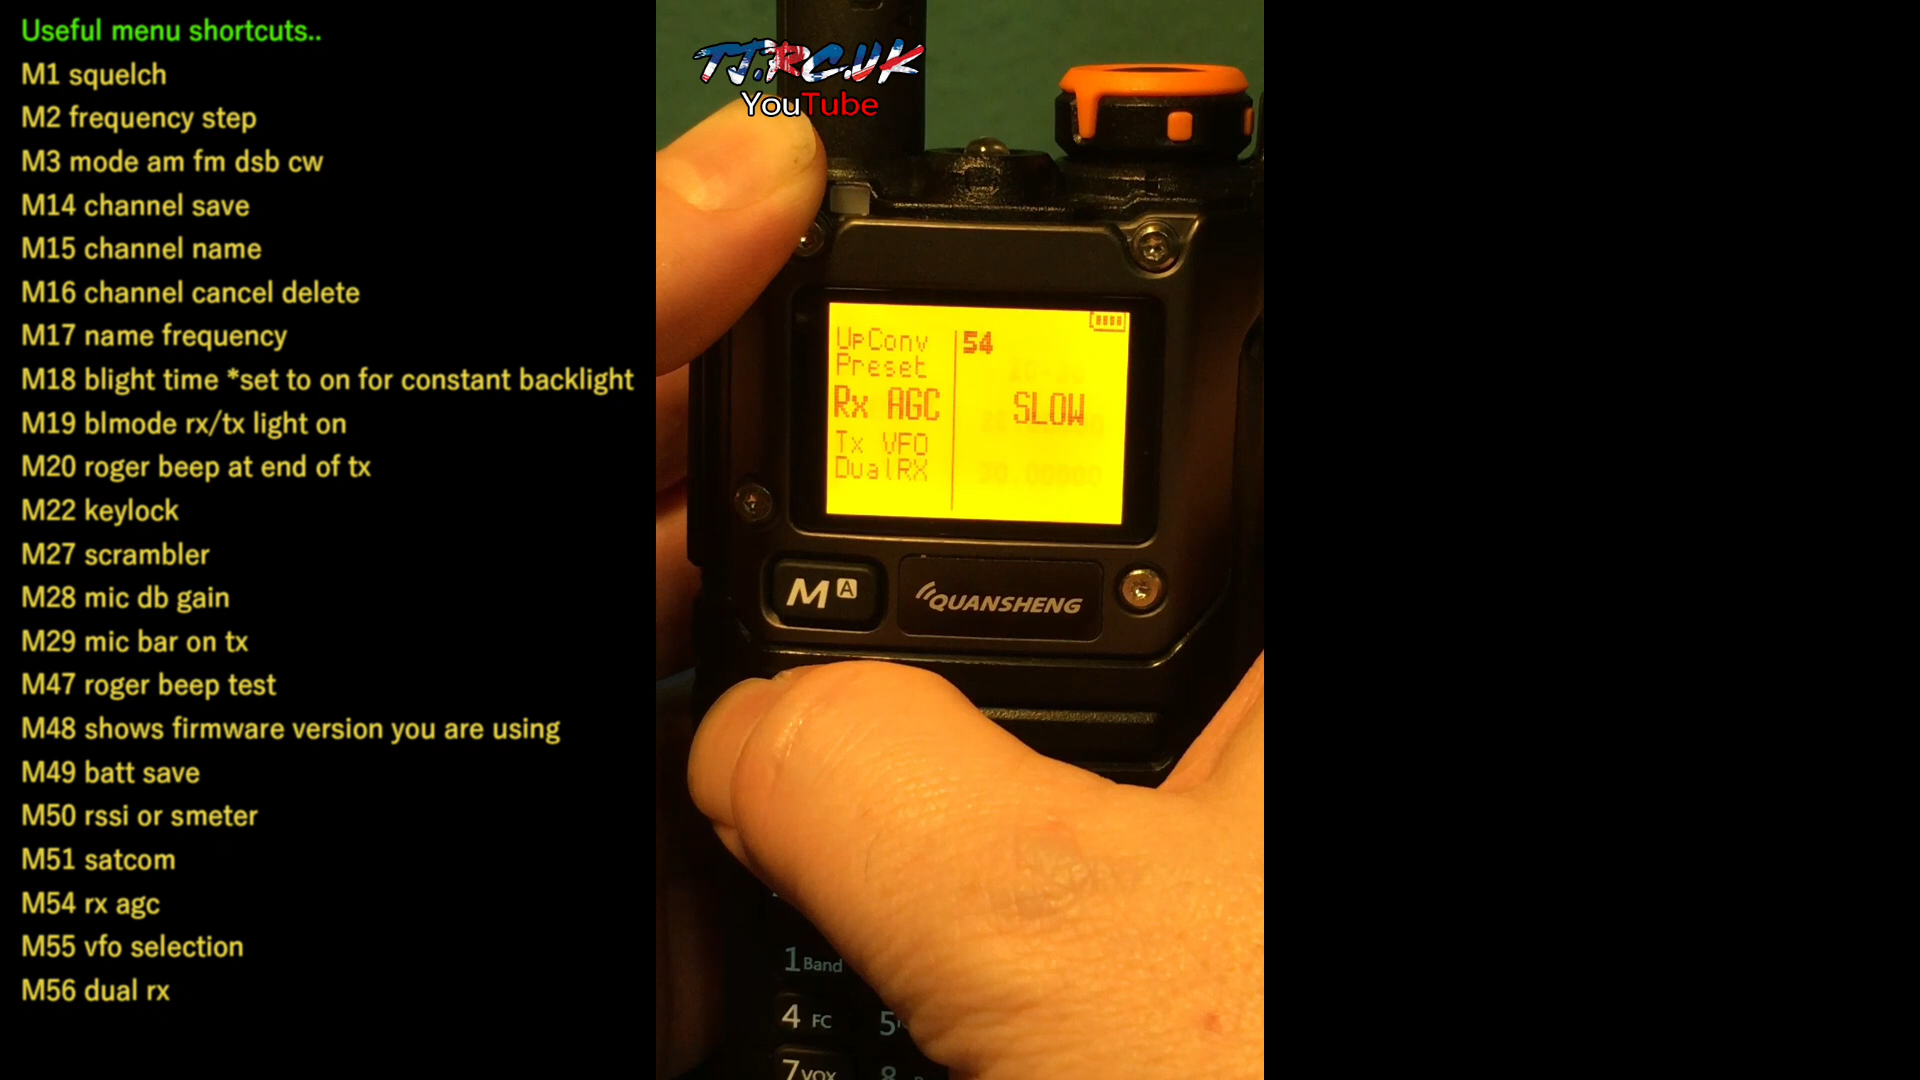 Useful menu shortcuts..
M1 squelch
M2 frequency step
M3 mode am fm dsb cw
M14 channel save
M15 channel name
M16 channel cancel delete
M17 name frequency
M18 blight time *set to on for constant backlight
M19 blmode rx/tx light on
M20 roger beep at end of tx
M22 keylock
M27 scrambler
M28 mic db gain
M29 mic bar on tx
M47 roger beep test
M48 shows firmware version you are using
M49 batt save
M50 rssi or smeter
M51 satcom
M54 rx agc
M55 vfo selection
M56 dual rx
TJ.RC.UK
YouTube
UpConv 54
Preset
Rx AGC SLOW
Tx VFO
DualRX
M A QUANSHENG
1 Band
4 FC 5
7 VOX 8